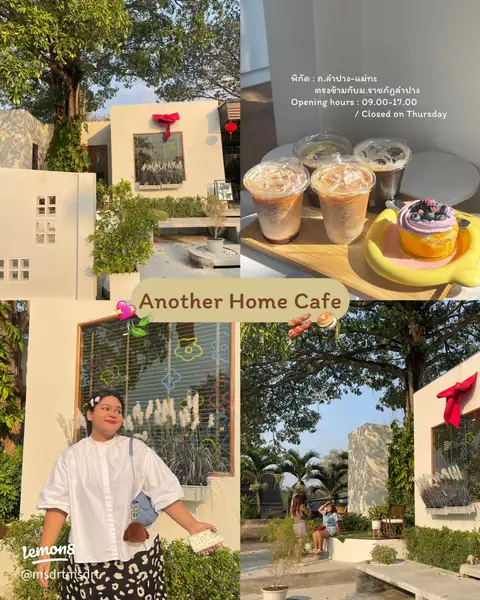 พิกัด : ถ.ลำปาง-แม่ทะ
ตรงข้ามกับม.ราชภัฏลำปาง
Opening hours : 09.00-17.00
/ Closed on Thursday
Another Home Cafe
lemon8
@msdrtmsdrt